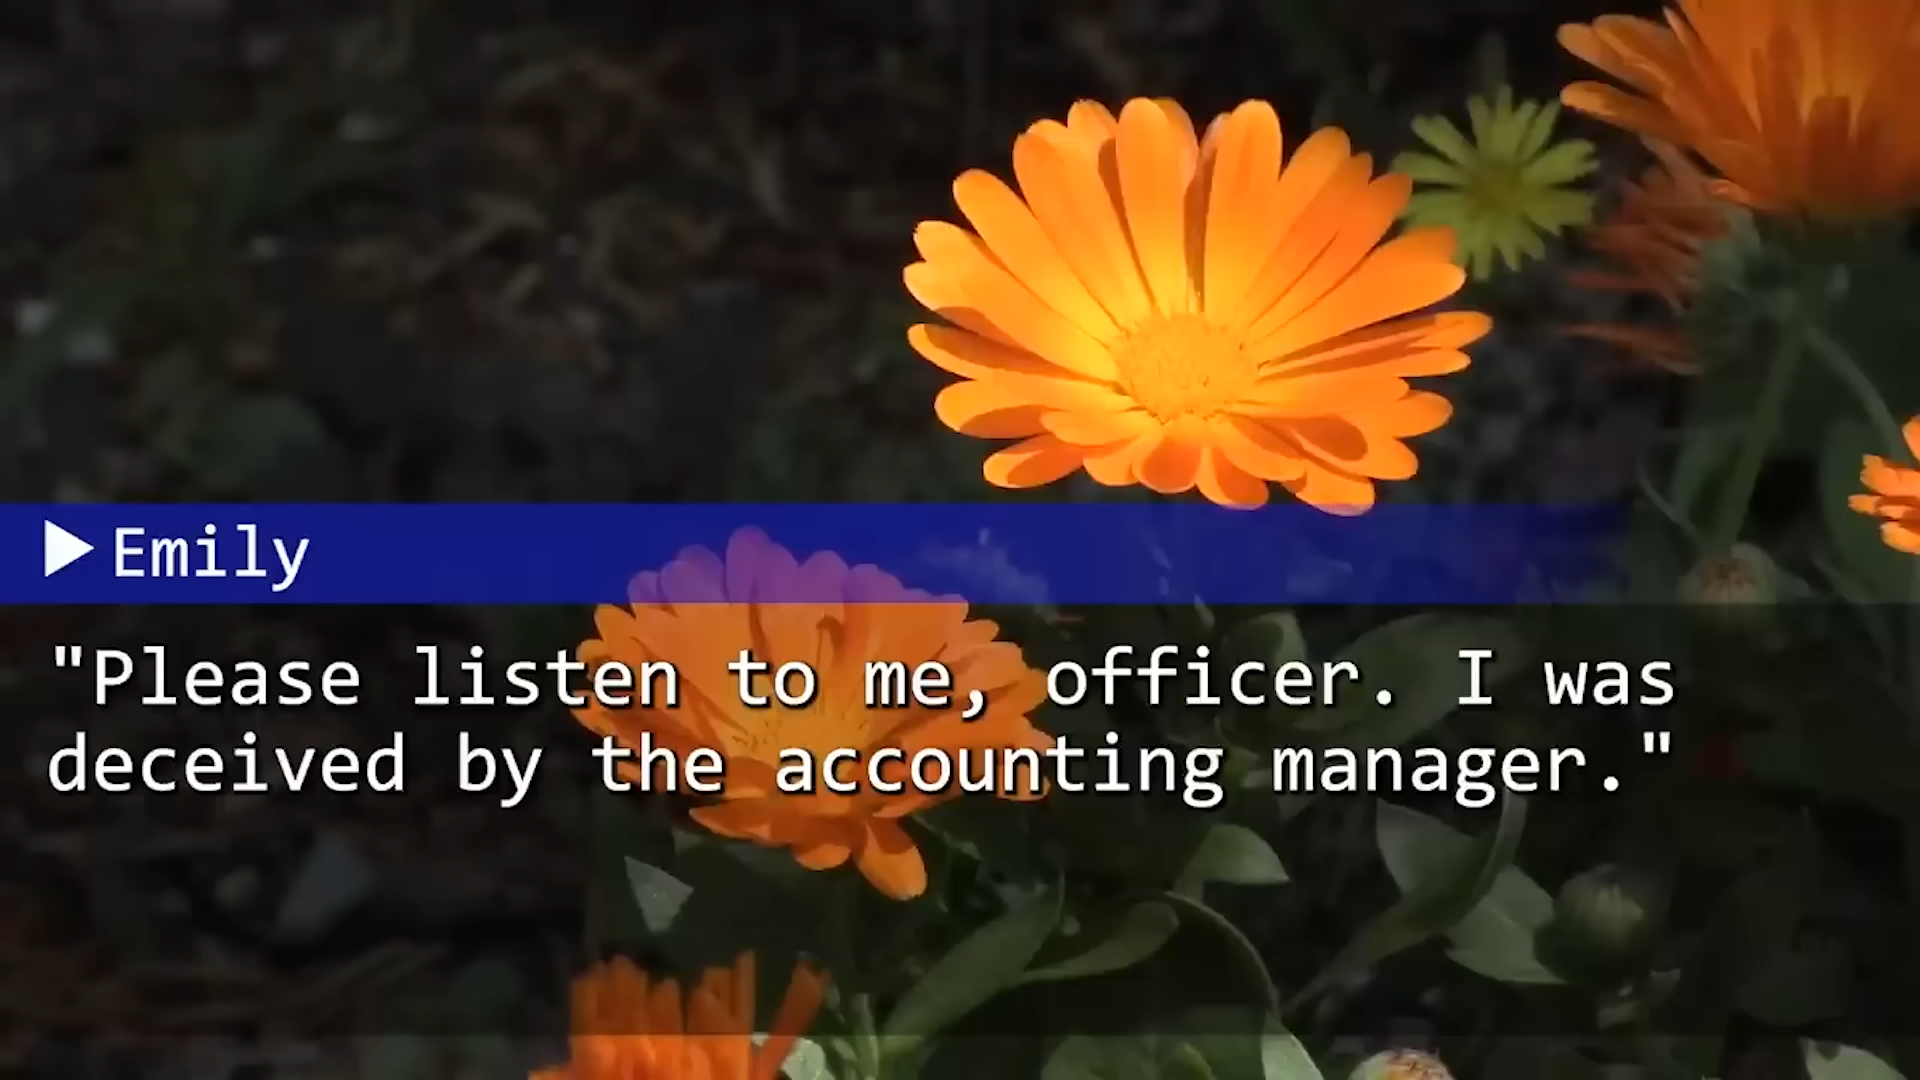 ▶Emily
"Please listen to me, officer. I was
deceived by the accounting manager."